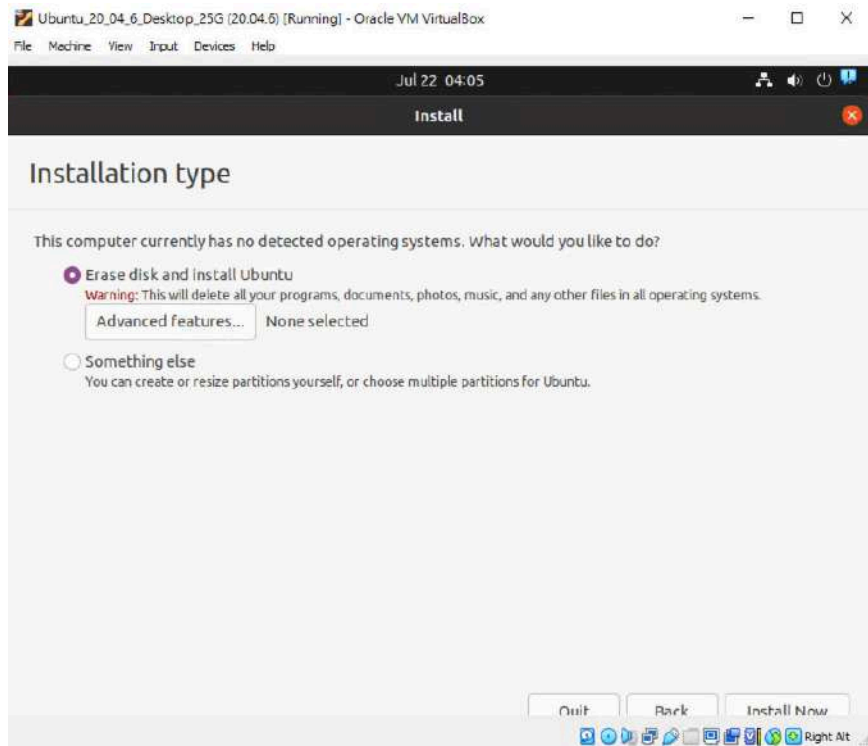 Ubuntu_20_04_6_Desktop_25G (20.04.6) [Running] - Oracle VM VirtualBox
File Machine View Input Devices Help
Jul 22 04:05
Install
Installation type
This computer currently has no detected operating systems. What would you like to do?
Erase disk and install Ubuntu
Warning: This will delete all your programs, documents, photos, music, and any other files in all operating systems.
Advanced features... None selected
Something else
You can create or resize partitions yourself, or choose multiple partitions for Ubuntu.
Quit Back Install Now
Right Alt